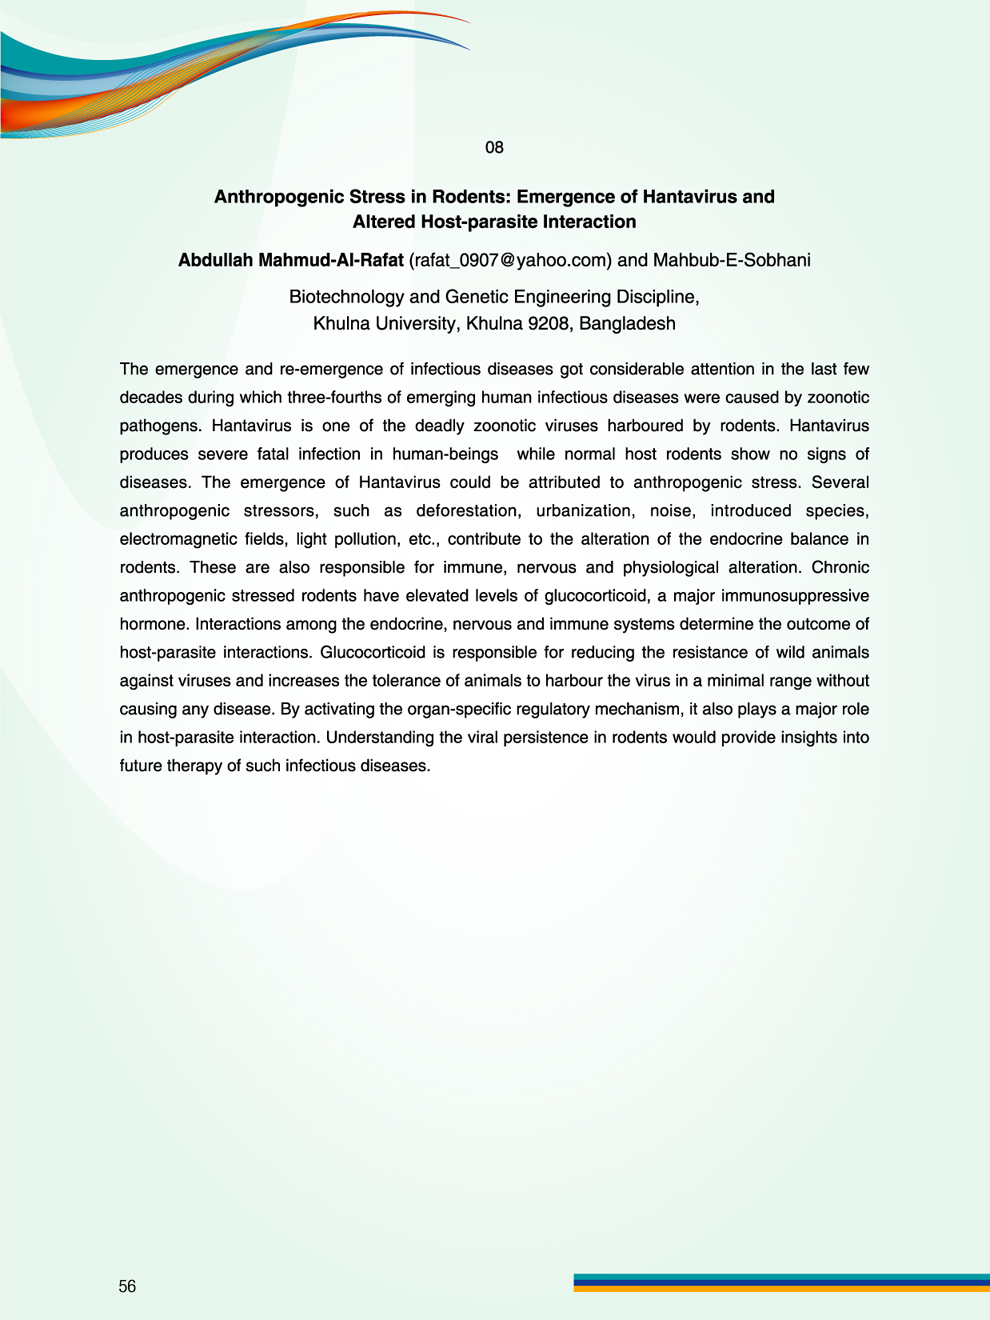 08
Anthropogenic Stress in Rodents: Emergence of Hantavirus and
Altered Host-parasite Interaction
Abdullah Mahmud-Al-Rafat (rafat_0907@yahoo.com) and Mahbub-E-Sobhani
Biotechnology and Genetic Engineering Discipline,
Khulna University, Khulna 9208, Bangladesh
The emergence and re-emergence of infectious diseases got considerable attention in the last few
decades during which three-fourths of emerging human infectious diseases were caused by zoonotic
pathogens. Hantavirus is one of the deadly zoonotic viruses harboured by rodents. Hantavirus
produces severe fatal infection in human-beings while normal host rodents show no signs of
diseases. The emergence of Hantavirus could be attributed to anthropogenic stress. Several
anthropogenic stressors, such as deforestation, urbanization, noise, introduced species,
electromagnetic fields, light pollution, etc., contribute to the alteration of the endocrine balance in
rodents. These are also responsible for immune, nervous and physiological alteration. Chronic
anthropogenic stressed rodents have elevated levels of glucocorticoid, a major immunosuppressive
hormone. Interactions among the endocrine, nervous and immune systems determine the outcome of
host-parasite interactions. Glucocorticoid is responsible for reducing the resistance of wild animals
against viruses and increases the tolerance of animals to harbour the virus in a minimal range without
causing any disease. By activating the organ-specific regulatory mechanism, it also plays a major role
in host-parasite interaction. Understanding the viral persistence in rodents would provide insights into
future therapy of such infectious diseases.
56